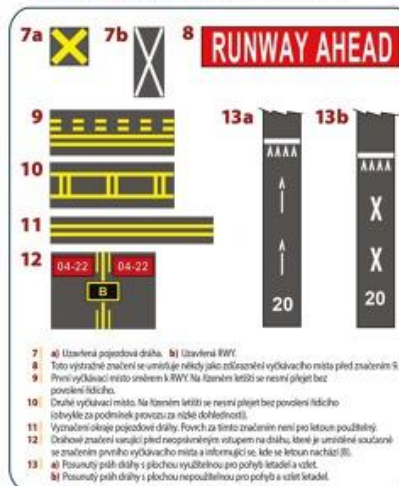 7a 7b 8 RUNWAY AHEAD
9 13a 13b
10
11
12 04-22 04-22
B
20 20
7 a) Uzavřená pojezdová dráha. b) Uzavřená RWY.
8 Toto výstražné značení se umisťuje někdy jako zdůraznění vyčkávacího místa před značením 9.
9 První vyčkávací místo směrem k RWY. Na řízeném letišti se nesmí přejet bez
povolení řídícího.
10 Druhé vyčkávací místo. Na řízeném letišti se nesmí přejet bez povolení řídícího
(obvykle za podmínek provozu za nízké dohlednosti).
11 Vyznačení okraje pojezdové dráhy. Povrch za tímto značením není pro letoun použitelný.
12 Dráhové značení varující před neoprávněným vstupem na dráhu, které je umístěné současně
se značením prvního vyčkávacího místa a informující se, kde se letoun nachází (B).
13 a) Posunutý práh dráhy s plochou využitelnou pro pohyb letadel a vzlet.
b) Posunutý práh dráhy s plochou nepoužitelnou pro pohyb a vzlet letadel.